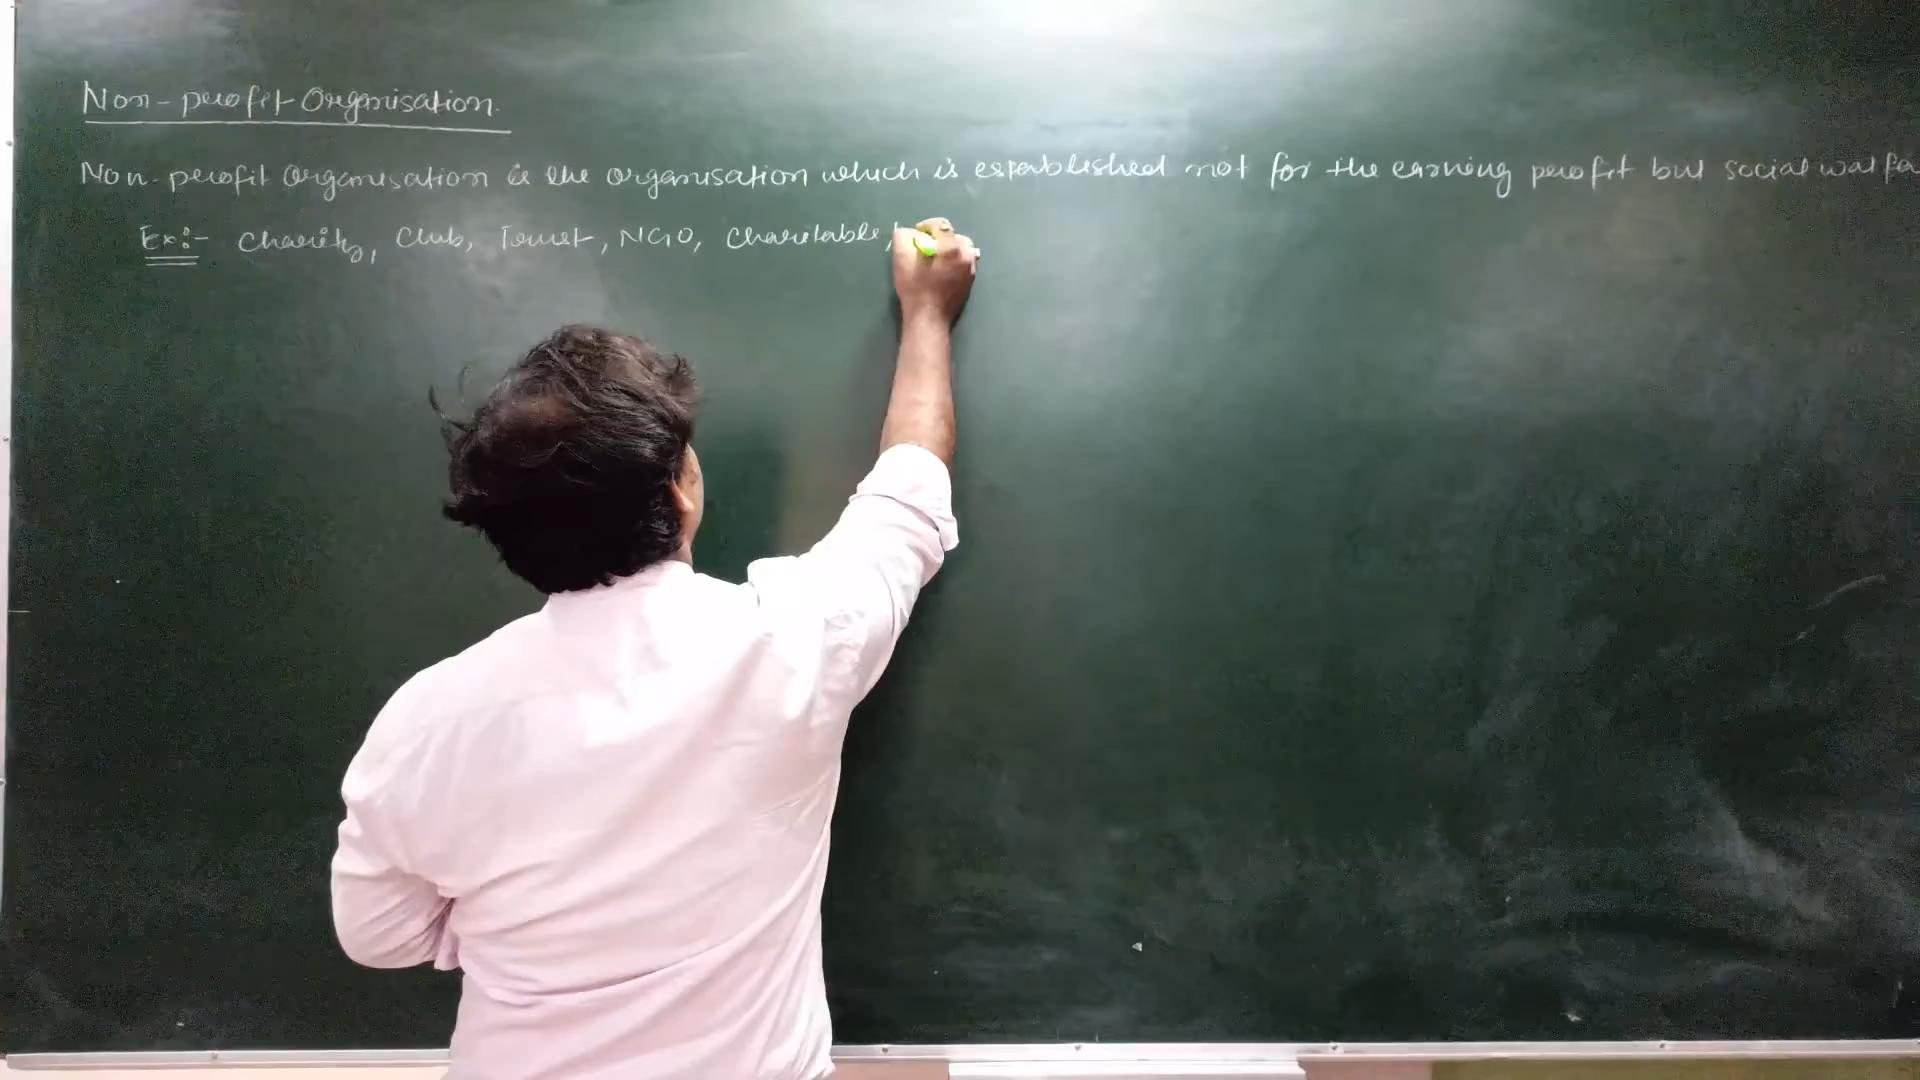 Non-profit Organisation.
Non-profit Organisation is the organisation which is established not for the earning profit but social walfa
Ex:- Charity, Club, Trust, NGO, Charitable,